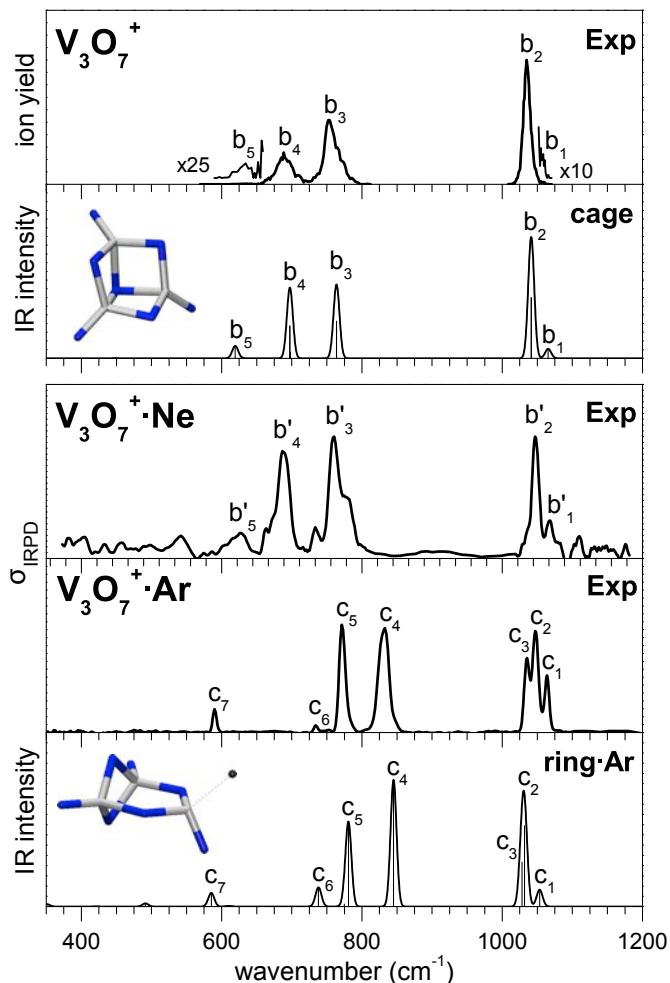 V₃O₇⁺
Exp
ion yield
x25
b₅
b₄
b₃
b₂
b₁
x10
cage
IR intensity
b₅
b₄
b₃
b₂
b₁
V₃O₇⁺·Ne
Exp
b'₅
b'₄
b'₃
b'₂
b'₁
σIRPD
V₃O₇⁺·Ar
Exp
c₇
c₆
c₅
c₄
c₃
c₂
c₁
ring·Ar
IR intensity
c₇
c₆
c₅
c₄
c₃
c₂
c₁
400 600 800 1000 1200
wavenumber (cm⁻¹)